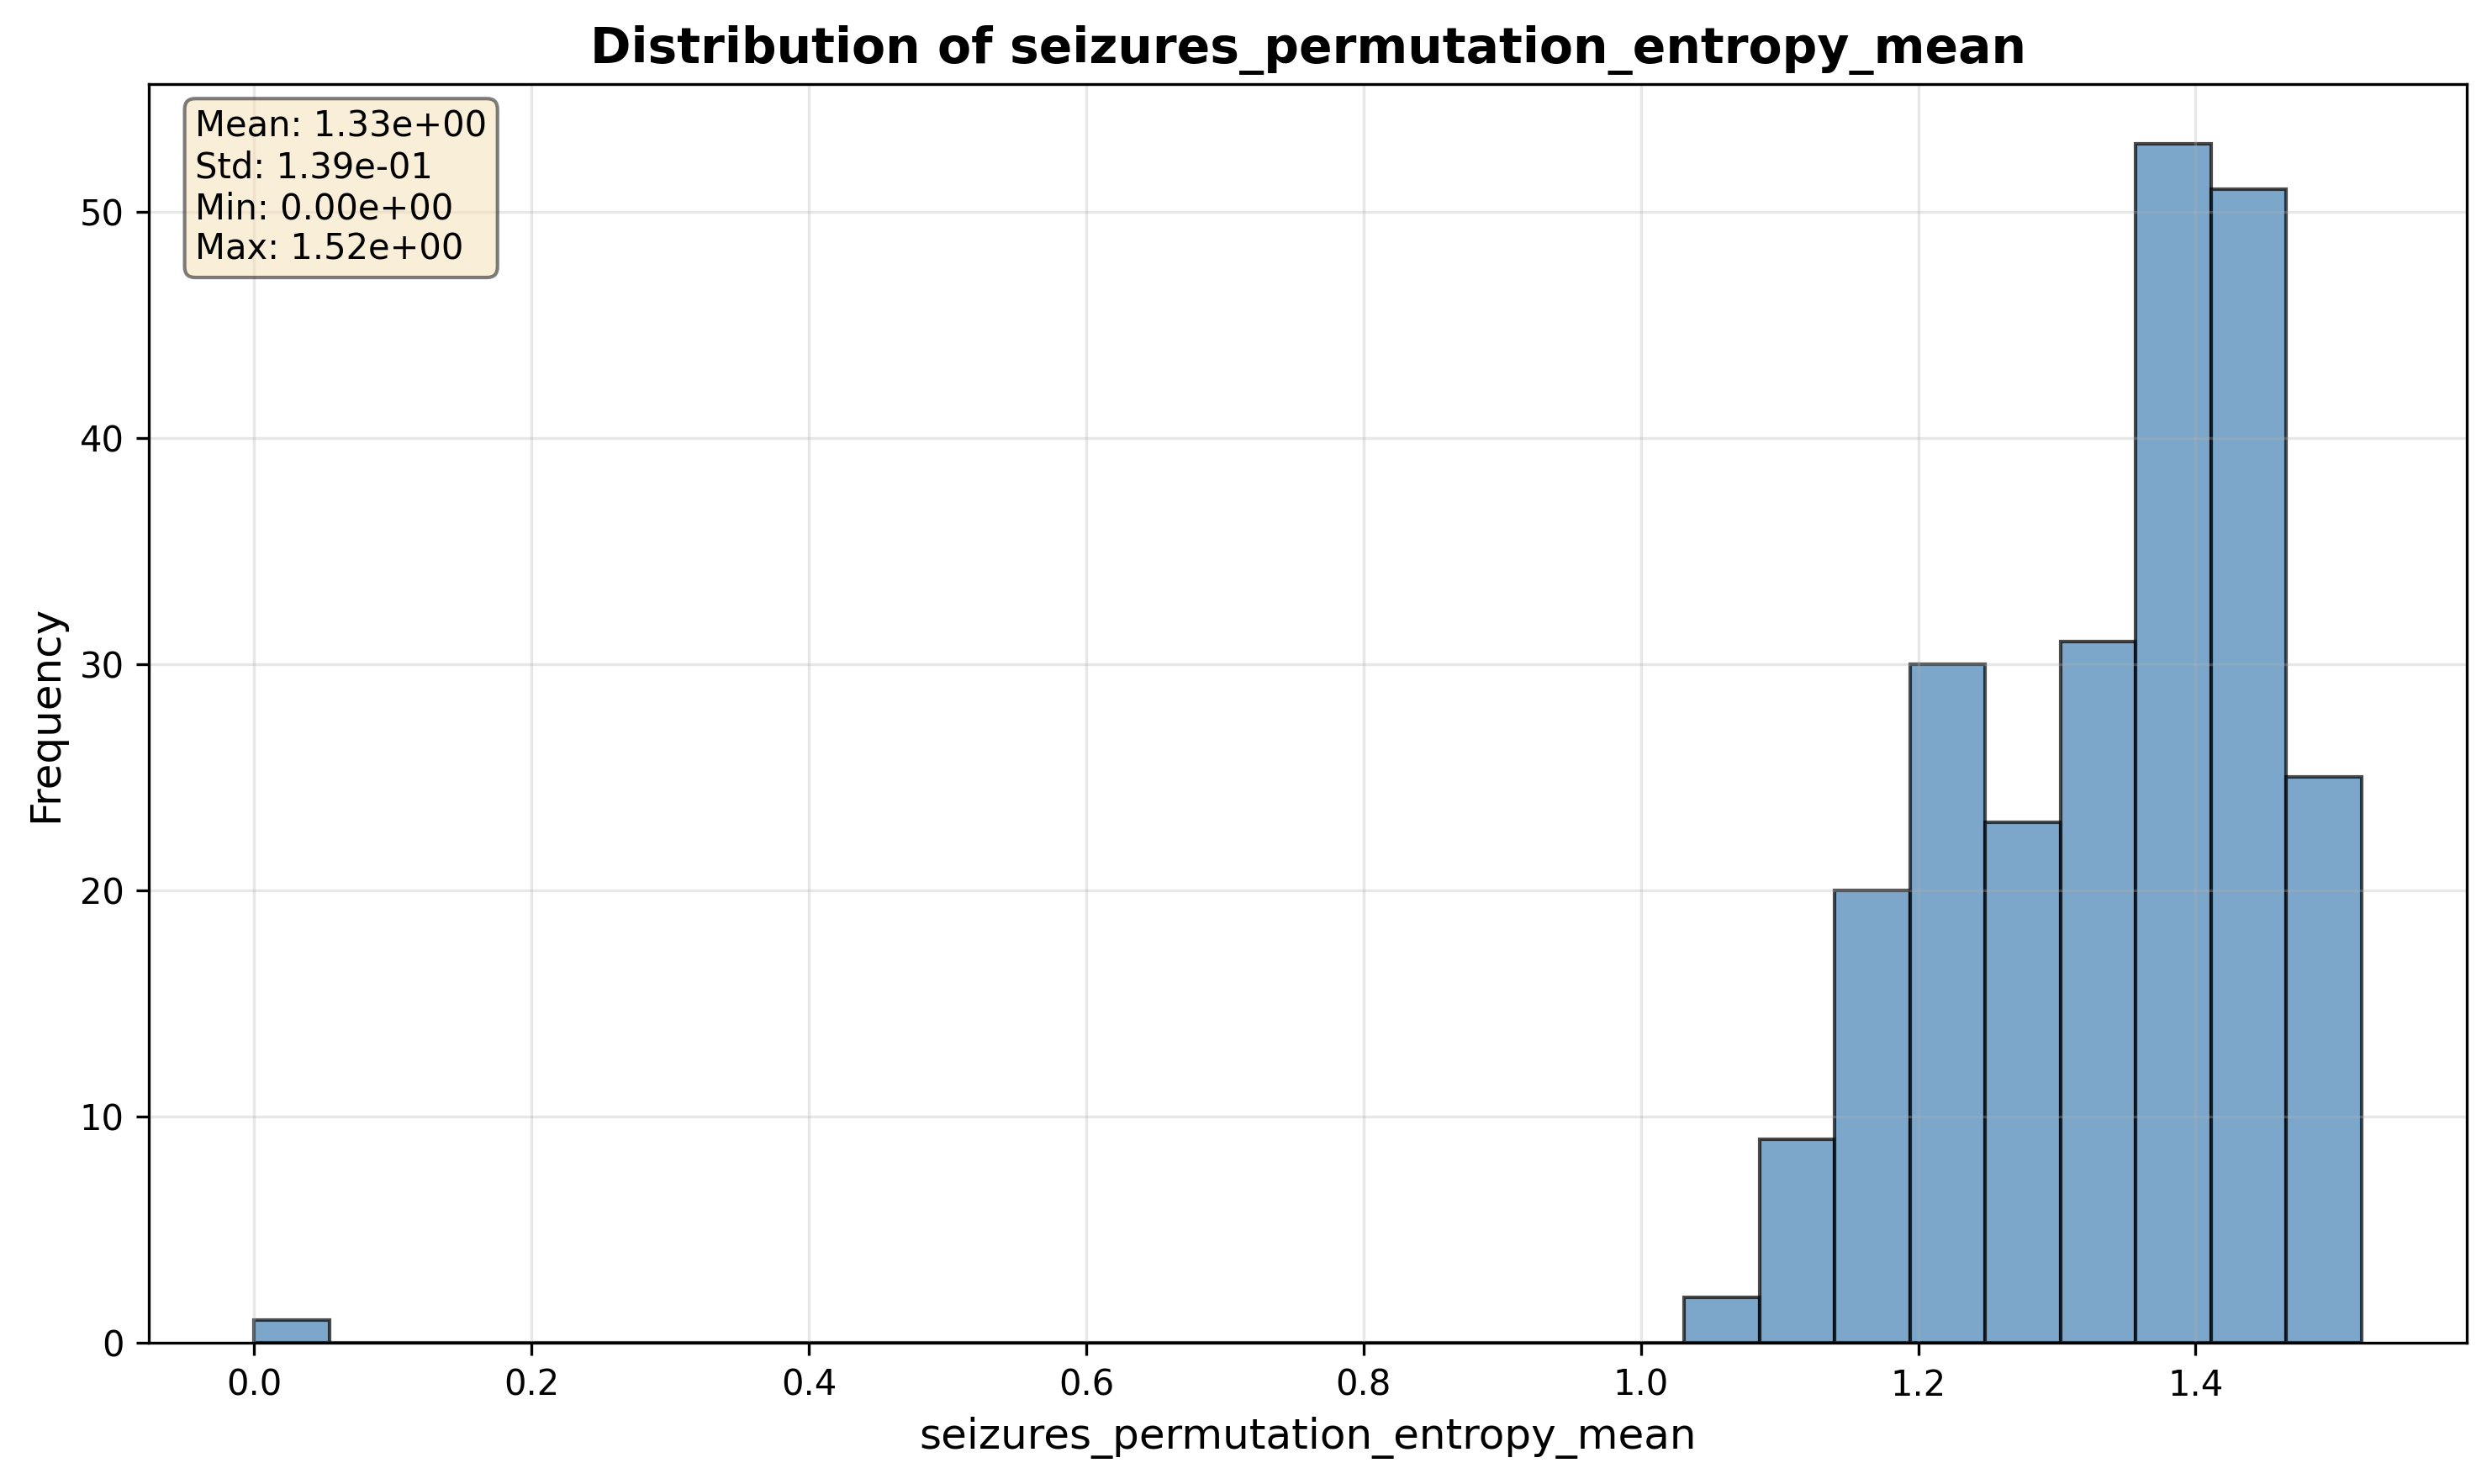 Distribution of seizures_permutation_entropy_mean
Mean: 1.33e+00
Std: 1.39e-01
Min: 0.00e+00
Max: 1.52e+00
Frequency
50
40
30
20
10
0
0.0 0.2 0.4 0.6 0.8 1.0 1.2 1.4
seizures_permutation_entropy_mean